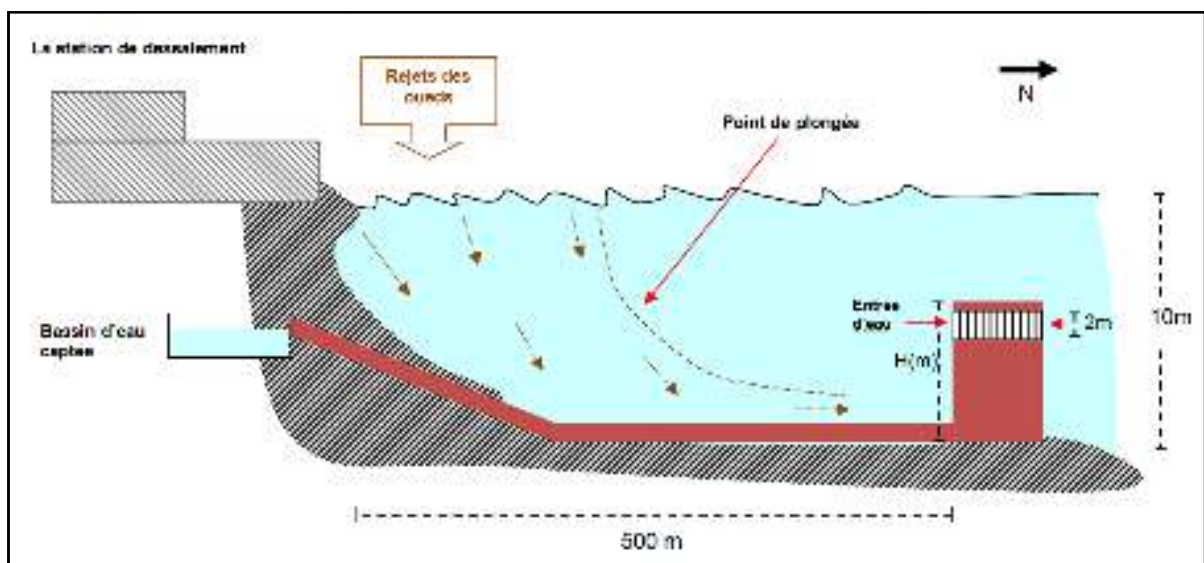 La station de dessalement
Rejets des
oueds
N
Point de plongée
Entrée
d'eau
2m
10m
H(m)
Bassin d'eau
captée
500 m